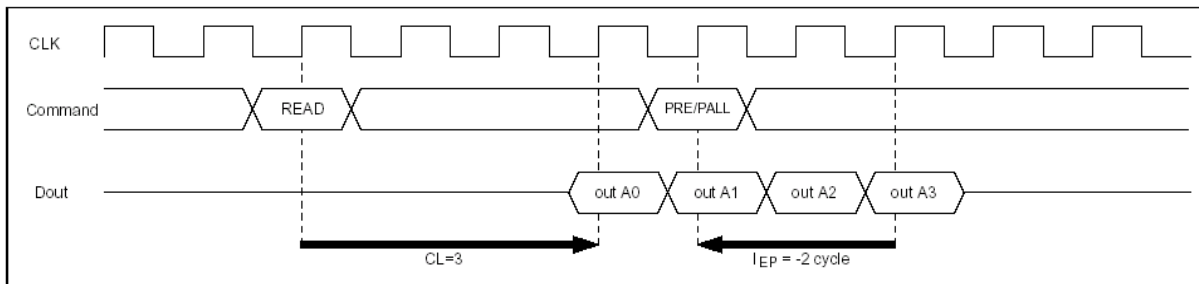 CLK
Command
READ
PRE/PALL
Dout
out A0
out A1
out A2
out A3
CL=3
lEP = -2 cycle